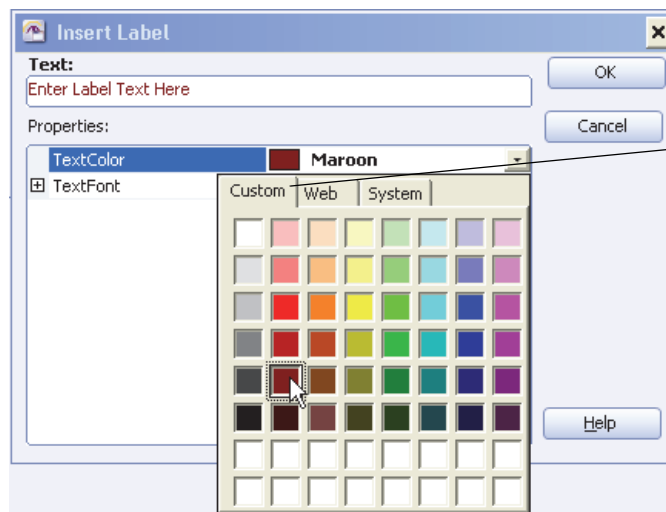 Insert Label
Text:
OK
Enter Label Text Here
Properties:
Cancel
TextColor Maroon
TextFont
Custom Web System
Help